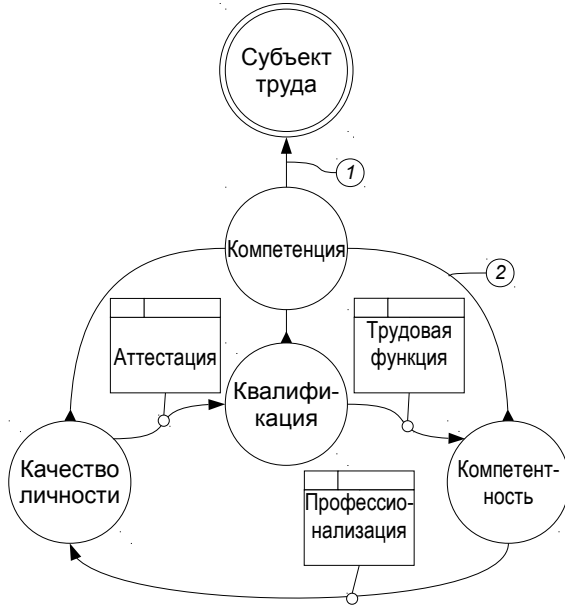 Субъект
труда
1
Компетенция
2
Аттестация
Трудовая
функция
Квалифи-
кация
Качество
личности
Компетент-
ность
Профессио-
нализация